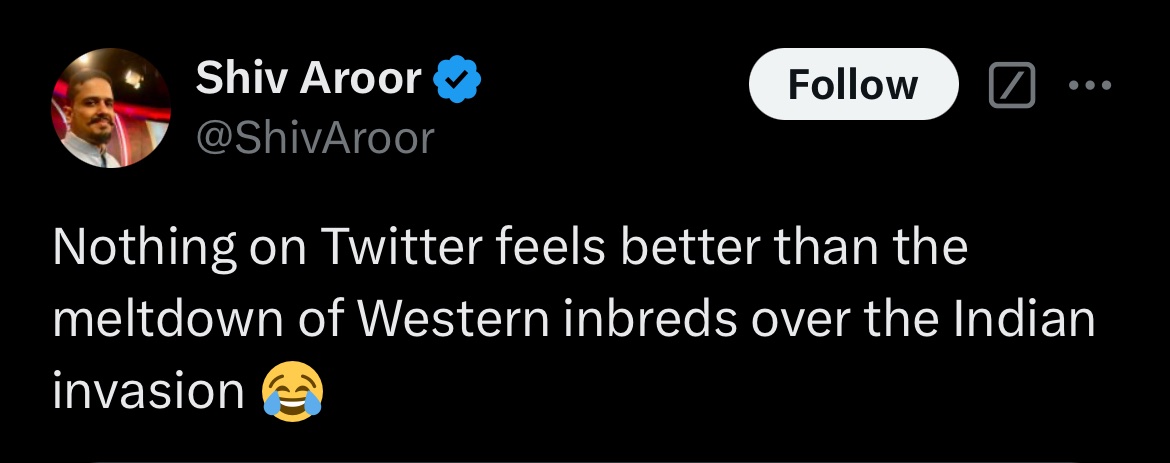 Shiv Aroor
@ShivAroor
Follow
Nothing on Twitter feels better than the
meltdown of Western inbreds over the Indian
invasion 😂